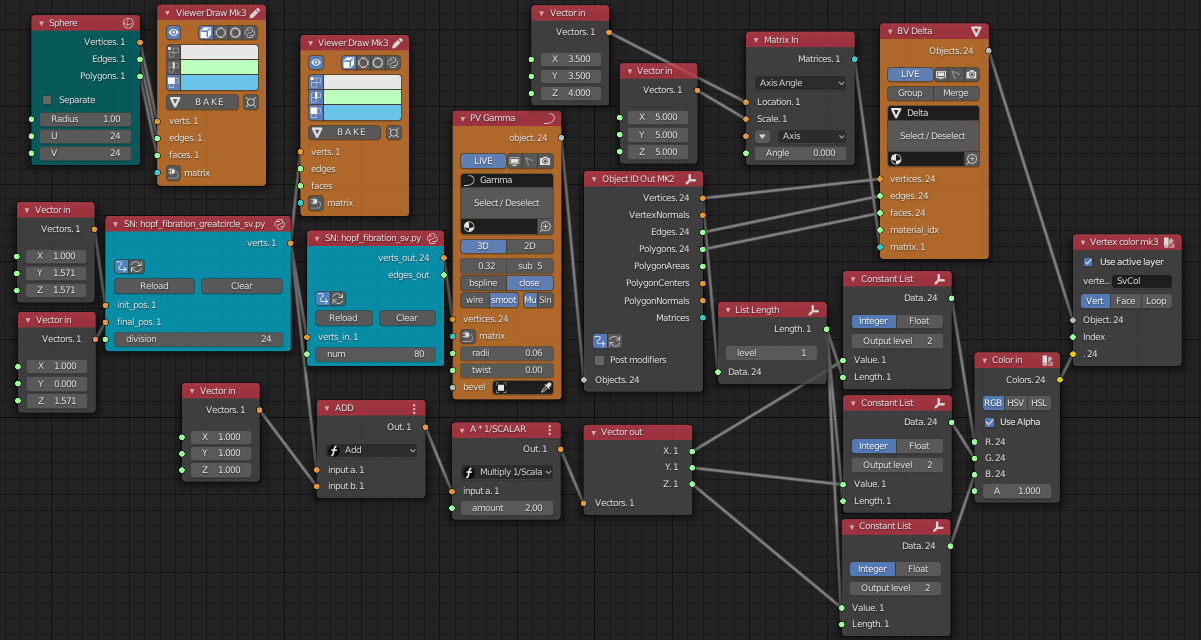 Sphere
Vertices. 1
Edges. 1
Polygons. 1
Separate
Radius 1.00
U 24
V 24
Viewer Draw Mk3
BAKE
verts. 1
edges. 1
faces. 1
matrix
Viewer Draw Mk3
BAKE
verts. 1
edges
faces
matrix
Vector in
Vectors. 1
X 1.000
Y 1.571
Z 1.571
Vector in
Vectors. 1
X 1.000
Y 0.000
Z 1.571
SN: hopf_fibration_greatcircle_sv.py
verts. 1
Reload Clear
init_pos. 1
final_pos. 1
division 24
SN: hopf_fibration_sv.py
verts_out. 24
edges_out
Reload Clear
verts_in. 1
num 80
Vector in
Vectors. 1
X 1.000
Y 1.000
Z 1.000
ADD
Out. 1
Add
input a. 1
input b. 1
PV Gamma
object. 24
LIVE
Gamma
Select / Deselect
3D 2D
0.32 sub 5
bspline close
wire smoot Mu Sin
vertices. 24
matrix
radii 0.06
twist 0.00
bevel
A * 1/SCALAR
Out. 1
Multiply 1/Scala
input a. 1
amount 2.00
Vector in
Vectors. 1
X 3.500
Y 3.500
Z 4.000
Vector in
Vectors. 1
X 5.000
Y 5.000
Z 5.000
Object ID Out MK2
Vertices. 24
VertexNormals
Edges. 24
Polygons. 24
PolygonAreas
PolygonCenters
PolygonNormals
Matrices
Post modifiers
Objects. 24
Vector out
X. 1
Y. 1
Z. 1
Vectors. 1
Matrix In
Matrices. 1
Axis Angle
Location. 1
Scale. 1
Axis
Angle 0.000
List Length
Length. 1
level 1
Data. 24
BV Delta
Objects. 24
LIVE
Group Merge
Delta
Select / Deselect
vertices. 24
edges. 24
faces. 24
material_idx
matrix. 1
Constant List
Data. 24
Integer Float
Output level 2
Value. 1
Length. 1
Constant List
Data. 24
Integer Float
Output level 2
Value. 1
Length. 1
Constant List
Data. 24
Integer Float
Output level 2
Value. 1
Length. 1
Color in
Colors. 24
RGB HSV HSL
Use Alpha
R. 24
G. 24
B. 24
A 1.000
Vertex color mk3
Use active layer
verte... SvCol
Vert Face Loop
Object. 24
Index
. 24